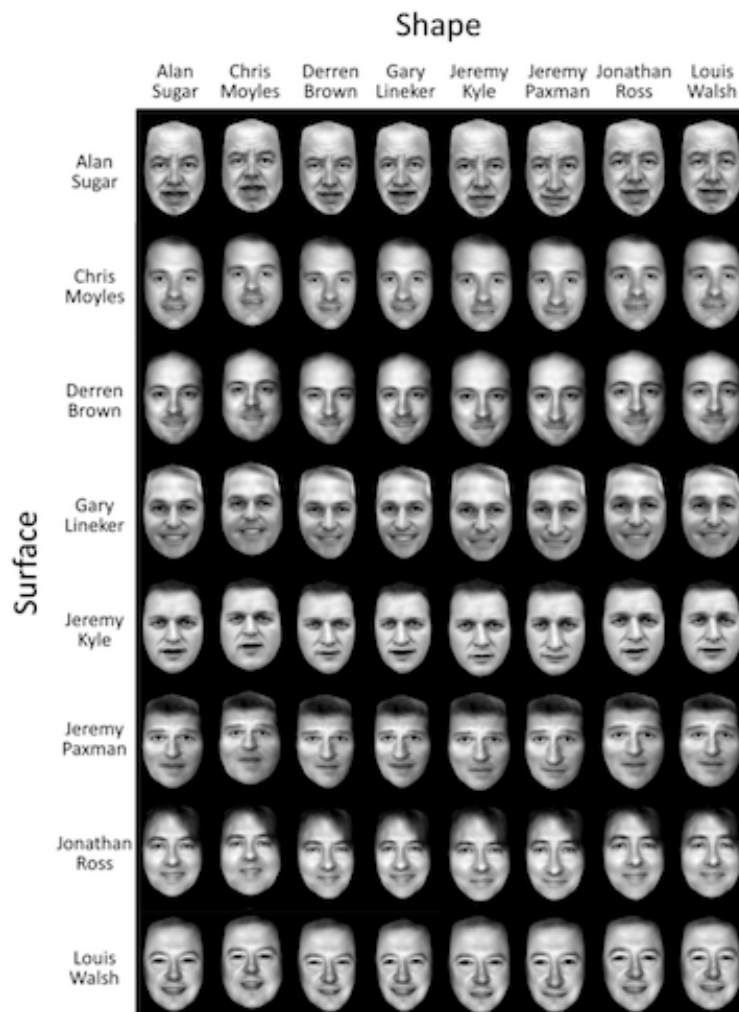 Shape
Alan Chris Derren Gary Jeremy Jeremy Jonathan Louis
Sugar Moyles Brown Lineker Kyle Paxman Ross Walsh
Surface
Alan
Sugar
Chris
Moyles
Derren
Brown
Gary
Lineker
Jeremy
Kyle
Jeremy
Paxman
Jonathan
Ross
Louis
Walsh